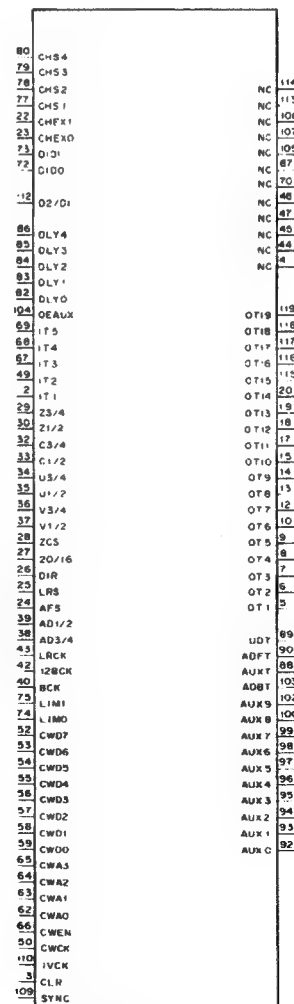 80 CHS4
79 CHS3
78 CHS2
77 CHS1
22 CHEX1
23 CHEX0
73 DID1
72 DID0
112 D2/D1
86 DLY4
85 DLY3
84 DLY2
83 DLY1
82 DLY0
104 OEAUX
69 IT5
68 IT4
67 IT3
49 IT2
2 IT1
29 Z3/4
30 Z1/2
32 C3/4
33 C1/2
34 U3/4
35 U1/2
36 V3/4
37 V1/2
28 ZCS
27 20/16
26 DIR
25 LRS
24 AFS
39 AD1/2
38 AD3/4
43 LRCK
42 128CK
40 BCK
75 LIM1
74 LIM0
52 CWD7
53 CWD6
54 CWD5
55 CWD4
56 CWD3
57 CWD2
58 CWD1
59 CWD0
65 CWA3
64 CWA2
63 CWA1
62 CWA0
66 CWEN
50 CWCK
110 IVCK
3 CLR
109 SYNC
NC 114
NC 113
NC 108
NC 107
NC 105
NC 87
NC 70
NC 48
NC 47
NC 45
NC 44
NC 4
OT19 119
OT18 118
OT17 117
OT16 116
OT15 115
OT14 20
OT13 19
OT12 18
OT11 17
OT10 15
OT9 14
OT8 13
OT7 12
OT6 10
OT5 9
OT4 8
OT3 7
OT2 6
OT1 5
UDT 89
ADFT 90
AUXT 88
ADBT 103
AUX9 102
AUX8 100
AUX7 99
AUX6 98
AUX5 97
AUX4 96
AUX3 95
AUX2 94
AUX1 93
AUX0 92